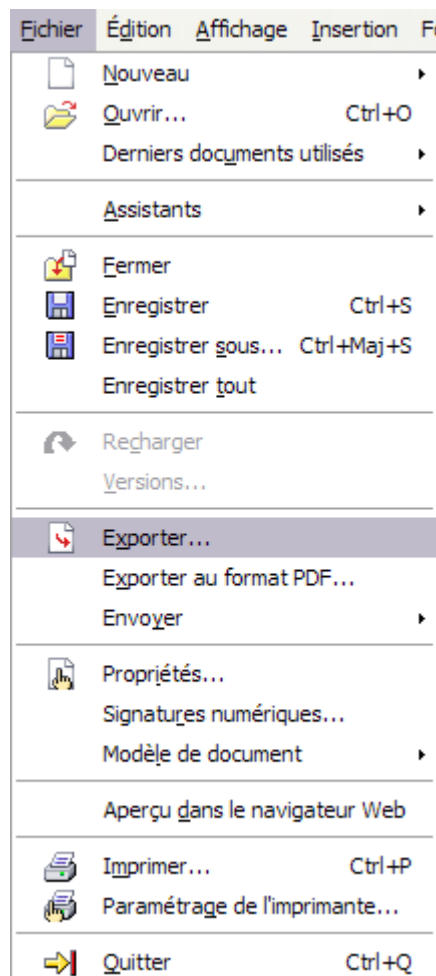 Fichier Édition Affichage Insertion
Nouveau
Ouvrir... Ctrl+O
Derniers documents utilisés
Assistants
Fermer
Enregistrer Ctrl+S
Enregistrer sous... Ctrl+Maj+S
Enregistrer tout
Recharger
Versions...
Exporter...
Exporter au format PDF...
Envoyer
Propriétés...
Signatures numériques...
Modèle de document
Aperçu dans le navigateur Web
Imprimer... Ctrl+P
Paramétrage de l'imprimante...
Quitter Ctrl+Q